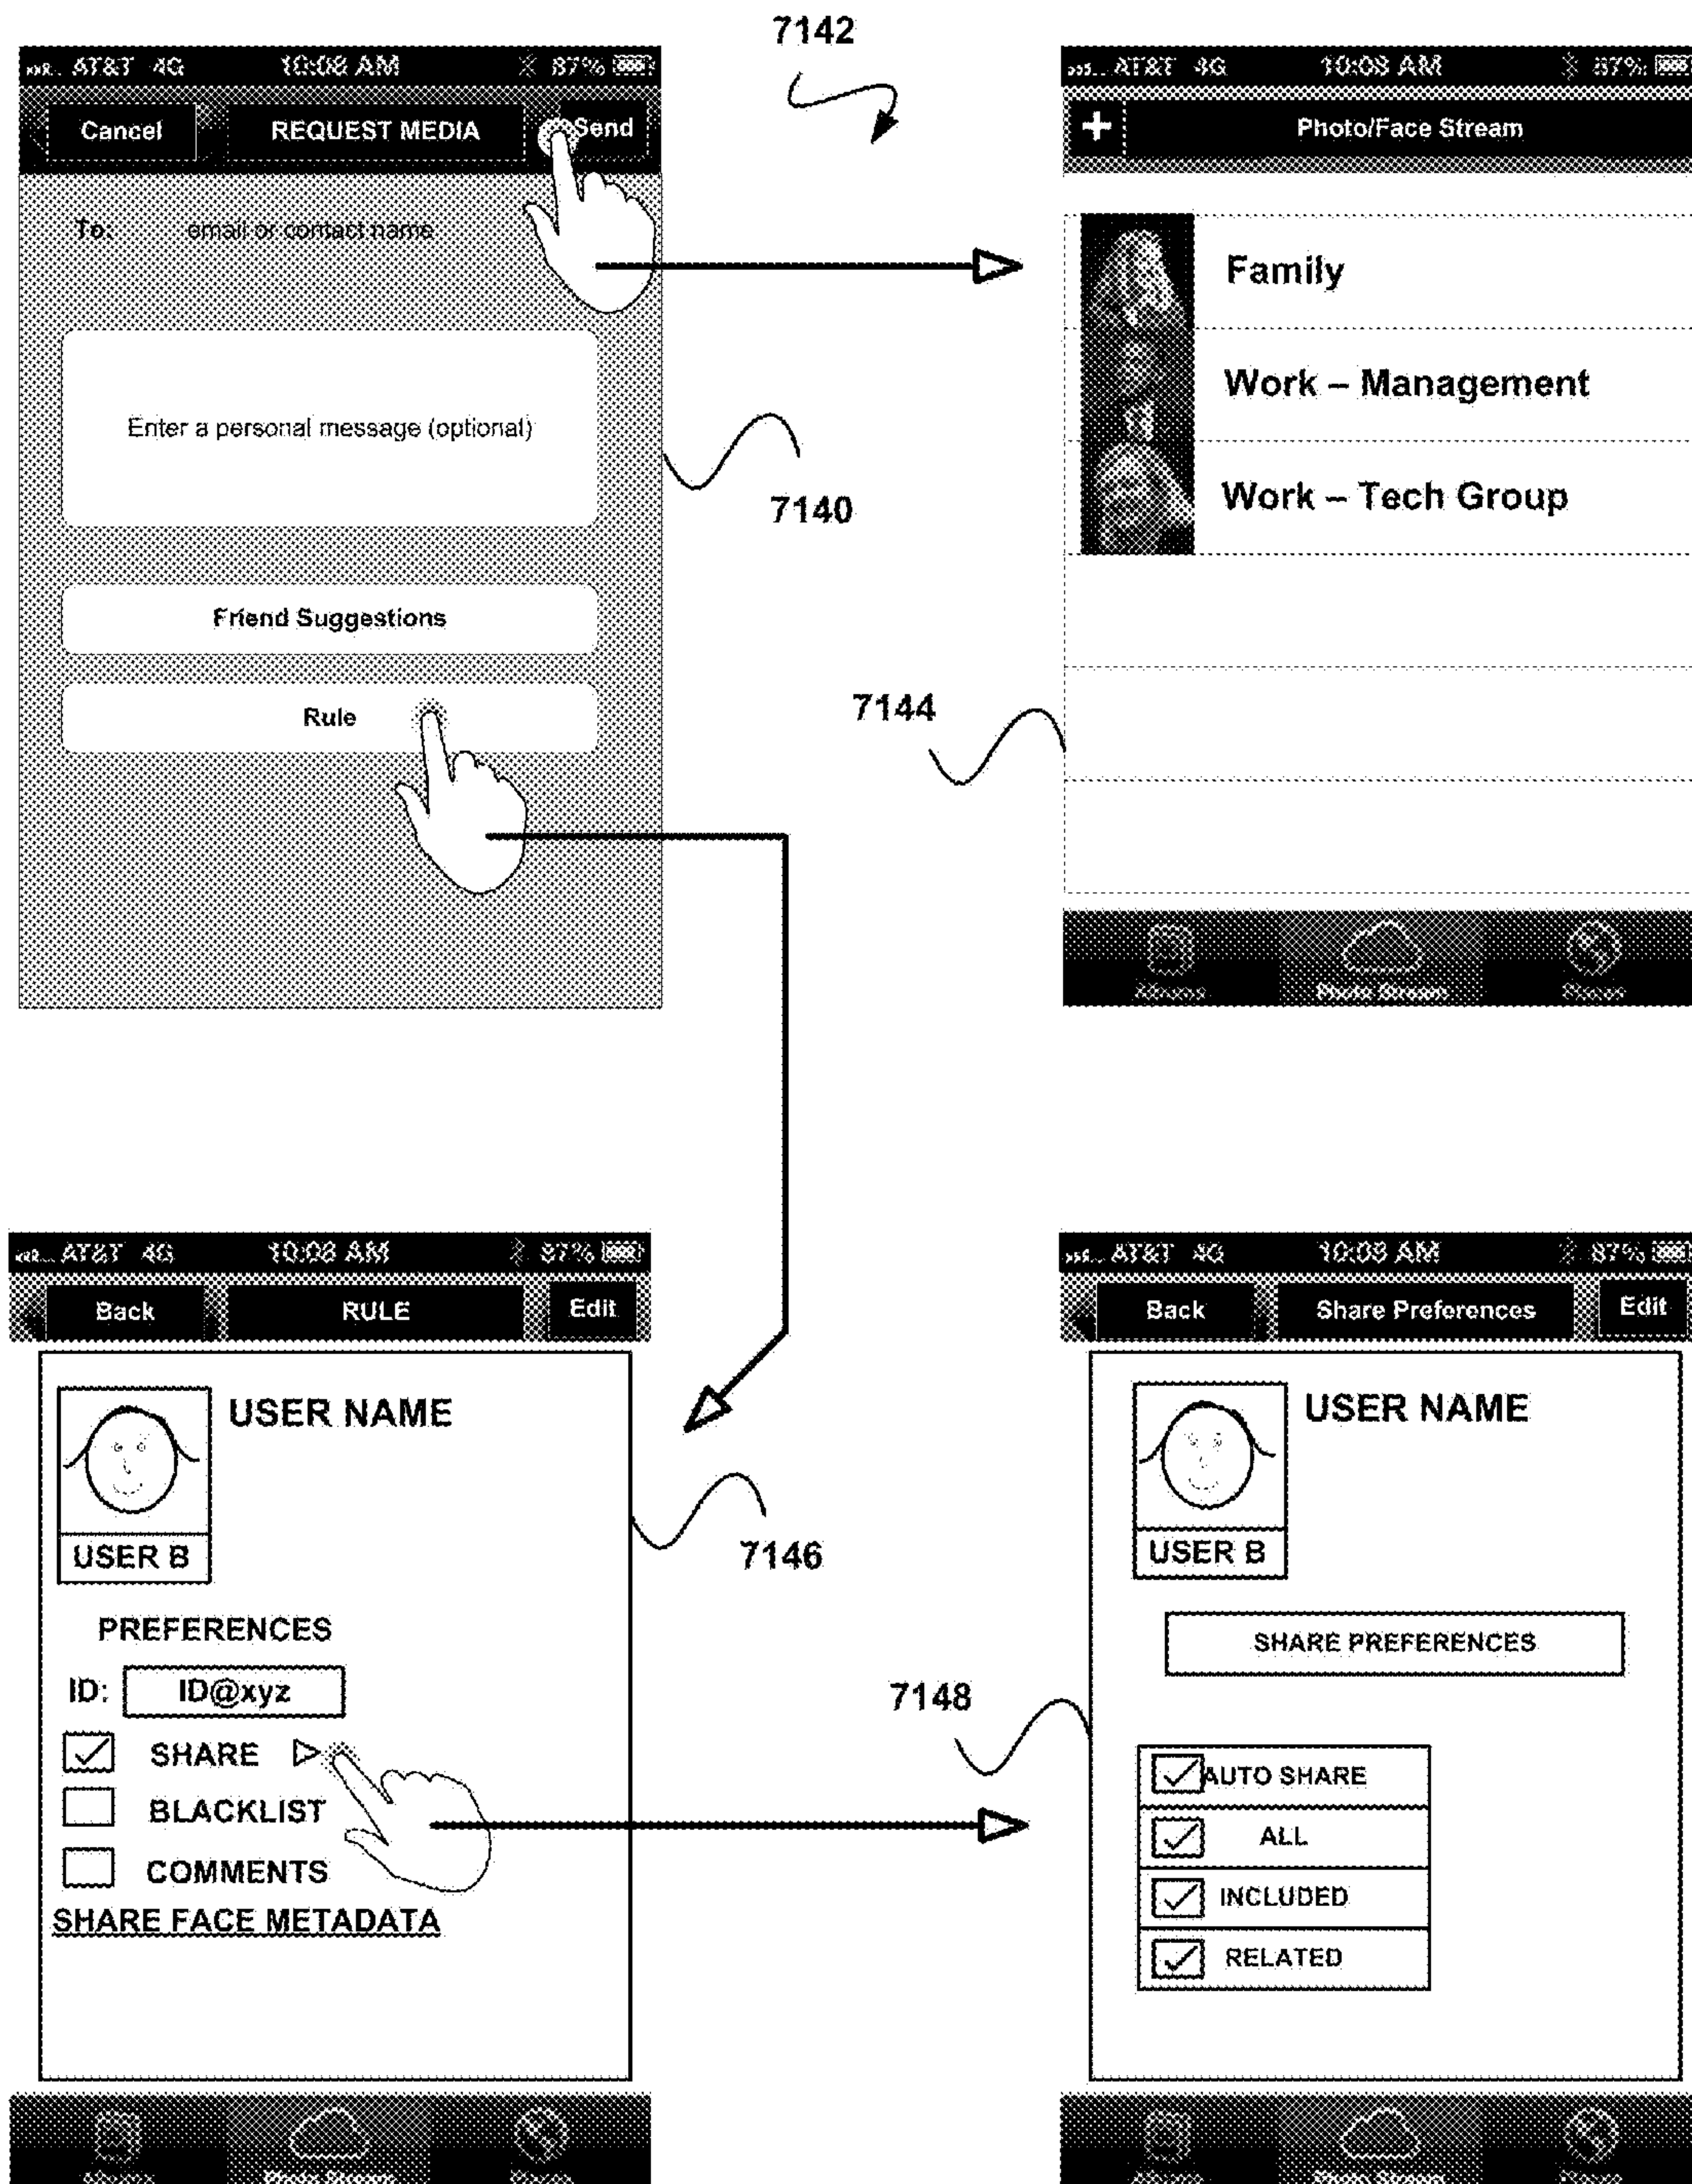 7142
AT&T 4G 10:08 AM 87%
Cancel REQUEST MEDIA Send
To: email or contact name
Enter a personal message (optional)
7140
Friend Suggestions
Rule
AT&T 4G 10:08 AM 87%
+ Photo/Face Stream
Family
Work – Management
Work – Tech Group
7144
Photo Stream
AT&T 4G 10:08 AM 87%
Back RULE Edit
USER NAME
USER B
7146
PREFERENCES
ID: ID@xyz
SHARE
BLACKLIST
COMMENTS
SHARE FACE METADATA
AT&T 4G 10:08 AM 87%
Back Share Preferences Edit
USER NAME
USER B
SHARE PREFERENCES
7148
AUTO SHARE
ALL
INCLUDED
RELATED